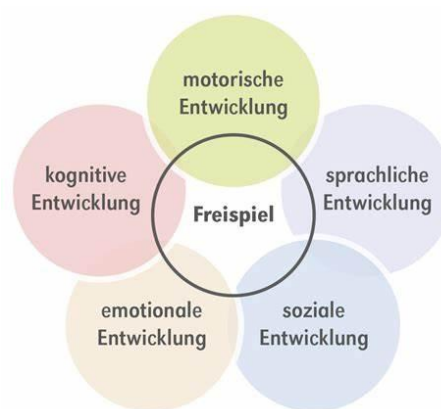 motorische
Entwicklung
kognitive
Entwicklung
sprachliche
Entwicklung
Freispiel
emotionale
Entwicklung
soziale
Entwicklung